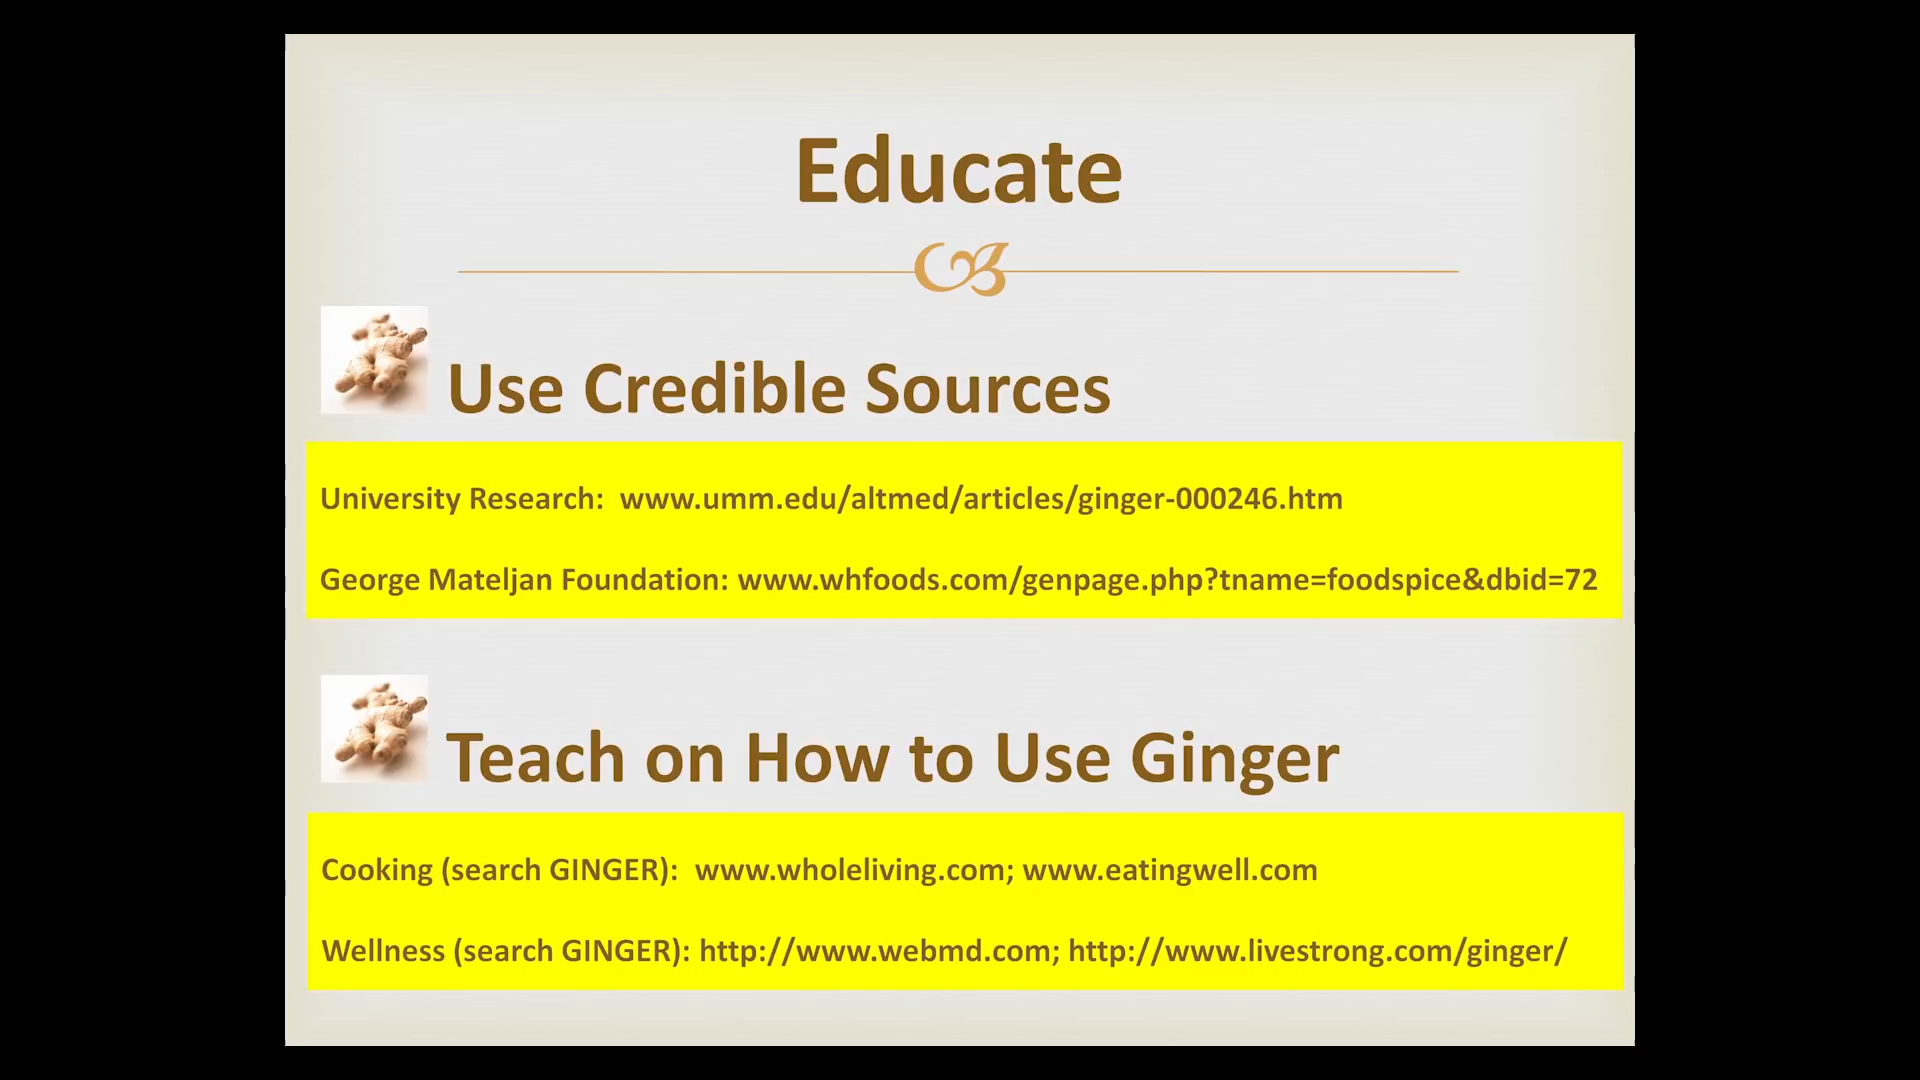 Educate
Use Credible Sources
University Research:  www.umm.edu/altmed/articles/ginger-000246.htm
George Mateljan Foundation: www.whfoods.com/genpage.php?tname=foodspice&dbid=72
Teach on How to Use Ginger
Cooking (search GINGER):  www.wholeliving.com; www.eatingwell.com
Wellness (search GINGER): http://www.webmd.com; http://www.livestrong.com/ginger/